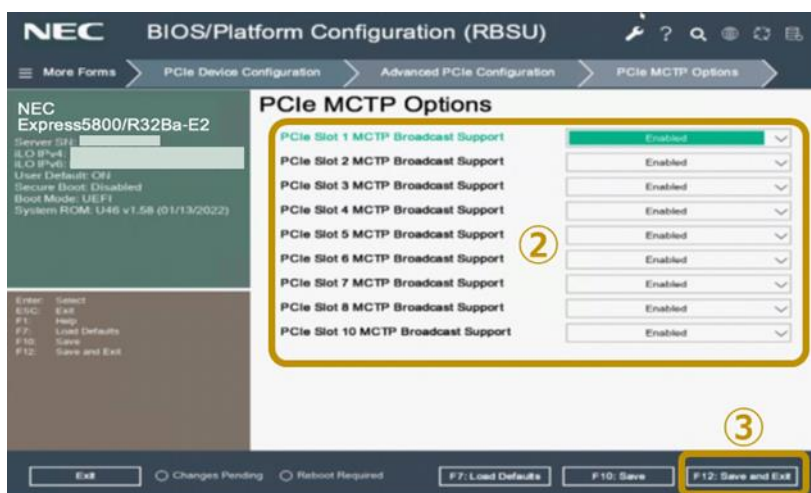 NEC BIOS/Platform Configuration (RBSU)
More Forms PCIe Device Configuration Advanced PCIe Configuration PCIe MCTP Options
NEC
Express5800/R32Ba-E2
Server SN:
iLO IPv4:
iLO IPv6:
User Default: OFF
Secure Boot: Disabled
Boot Mode: UEFI
System ROM: U46 v1.58 (01/13/2022)
Enter: Select
ESC: Exit
F1: Help
F7: Load Defaults
F10: Save
F12: Save and Exit
PCIe MCTP Options
PCIe Slot 1 MCTP Broadcast Support Enabled
PCIe Slot 2 MCTP Broadcast Support Enabled
PCIe Slot 3 MCTP Broadcast Support Enabled
PCIe Slot 4 MCTP Broadcast Support Enabled
PCIe Slot 5 MCTP Broadcast Support Enabled
②
PCIe Slot 6 MCTP Broadcast Support Enabled
PCIe Slot 7 MCTP Broadcast Support Enabled
PCIe Slot 8 MCTP Broadcast Support Enabled
PCIe Slot 10 MCTP Broadcast Support Enabled
③
Exit Changes Pending Reboot Required F7: Load Defaults F10: Save F12: Save and Exit